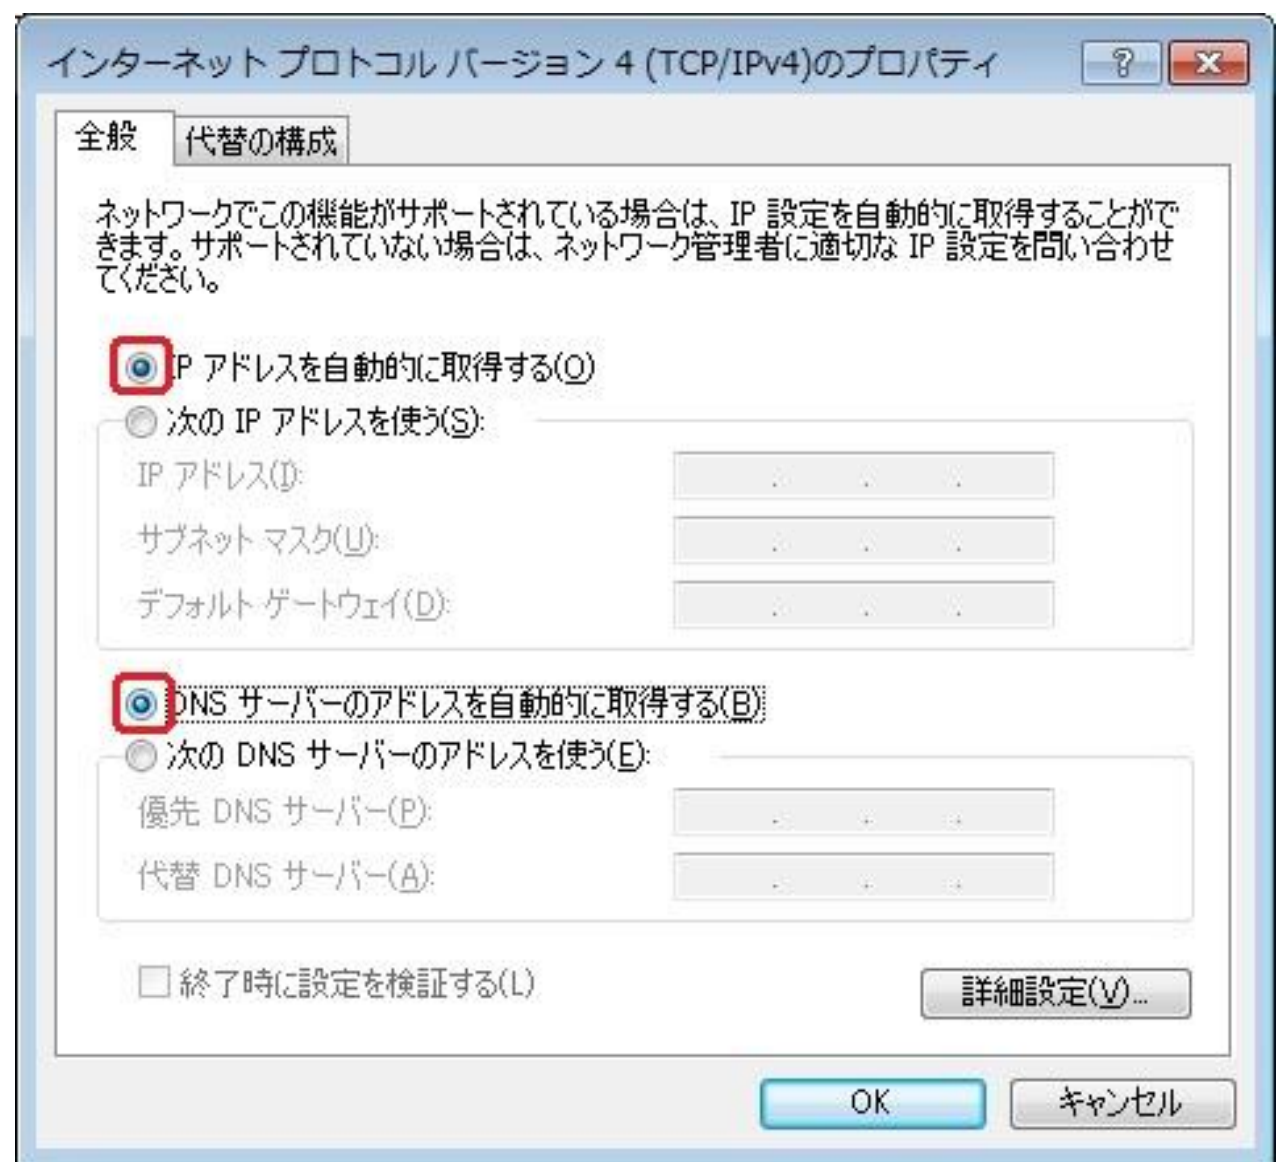 インターネット プロトコル バージョン 4 (TCP/IPv4)のプロパティ
全般
代替の構成
ネットワークでこの機能がサポートされている場合は、IP 設定を自動的に取得することがで
きます。サポートされていない場合は、ネットワーク管理者に適切な IP 設定を問い合わせ
てください。
IP アドレスを自動的に取得する(O)
次の IP アドレスを使う(S):
IP アドレス(I):
サブネット マスク(U):
デフォルト ゲートウェイ(D):
DNS サーバーのアドレスを自動的に取得する(B)
次の DNS サーバーのアドレスを使う(E):
優先 DNS サーバー(P):
代替 DNS サーバー(A):
終了時に設定を検証する(L)
詳細設定(V)...
OK
キャンセル